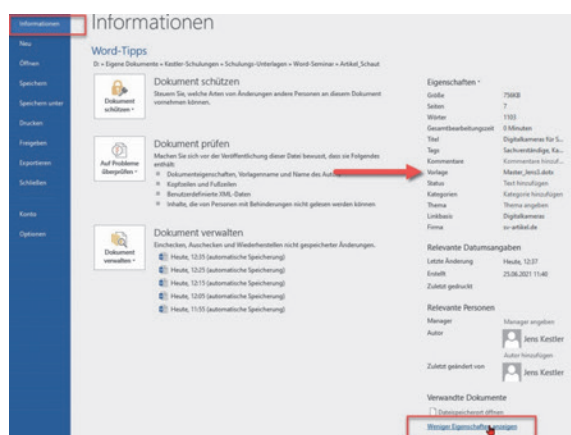 Informationen
Neu
Öffnen
Speichern
Speichern unter
Drucken
Freigeben
Exportieren
Schließen
Konto
Optionen
Informationen
Word-Tipps
D: » Eigene Dokumente » Kestler-Schulungen » Schulungs-Unterlagen » Word-Seminar » Artikel_Schaut
Dokument schützen
Dokument schützen
Steuern Sie, welche Arten von Änderungen andere Personen an diesem Dokument
vornehmen können.
Auf Probleme überprüfen
Dokument prüfen
Machen Sie sich vor der Veröffentlichung dieser Datei bewusst, dass sie Folgendes
enthält:
Dokumenteigenschaften, Vorlagenname und Name des Autors
Kopfzeilen und Fußzeilen
Benutzerdefinierte XML-Daten
Inhalte, die von Personen mit Behinderungen nicht gelesen werden können
Dokument verwalten
Dokument verwalten
Einchecken, Auschecken und Wiederherstellen nicht gespeicherter Änderungen.
Heute, 12:35 (automatische Speicherung)
Heute, 12:25 (automatische Speicherung)
Heute, 12:15 (automatische Speicherung)
Heute, 12:05 (automatische Speicherung)
Heute, 11:55 (automatische Speicherung)
Eigenschaften
Größe 756KB
Seiten 7
Wörter 1103
Gesamtbearbeitungszeit 0 Minuten
Titel Digitalkameras für S...
Tags Sachverständige, Ka...
Kommentare Kommentare hinzuf...
Vorlage Master_Jens3.dotx
Status Text hinzufügen
Kategorien Kategorie hinzufügen
Thema Thema angeben
Linkbasis Digitalkameras
Firma sv-artikel.de
Relevante Datumsangaben
Letzte Änderung Heute, 12:37
Erstellt 25.06.2021 11:40
Zuletzt gedruckt
Relevante Personen
Manager Manager angeben
Autor Jens Kestler
Autor hinzufügen
Zuletzt geändert von Jens Kestler
Verwandte Dokumente
Dateispeicherort öffnen
Weniger Eigenschaften anzeigen